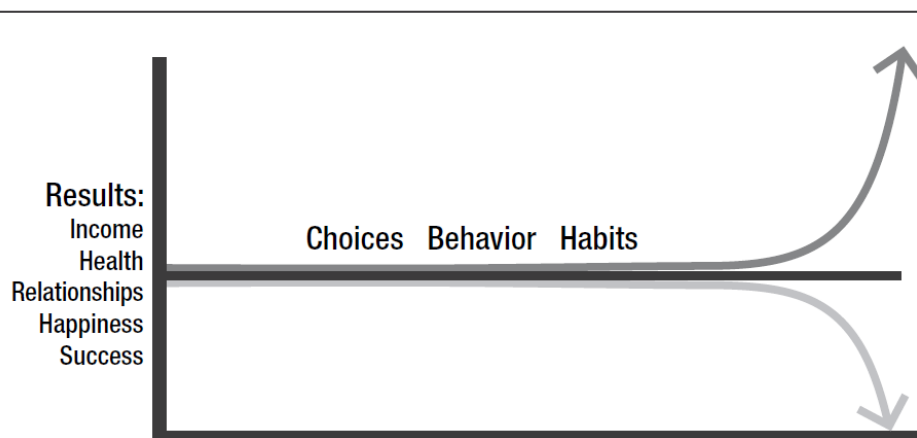 Results:
Income
Health
Relationships
Happiness
Success
Choices Behavior Habits